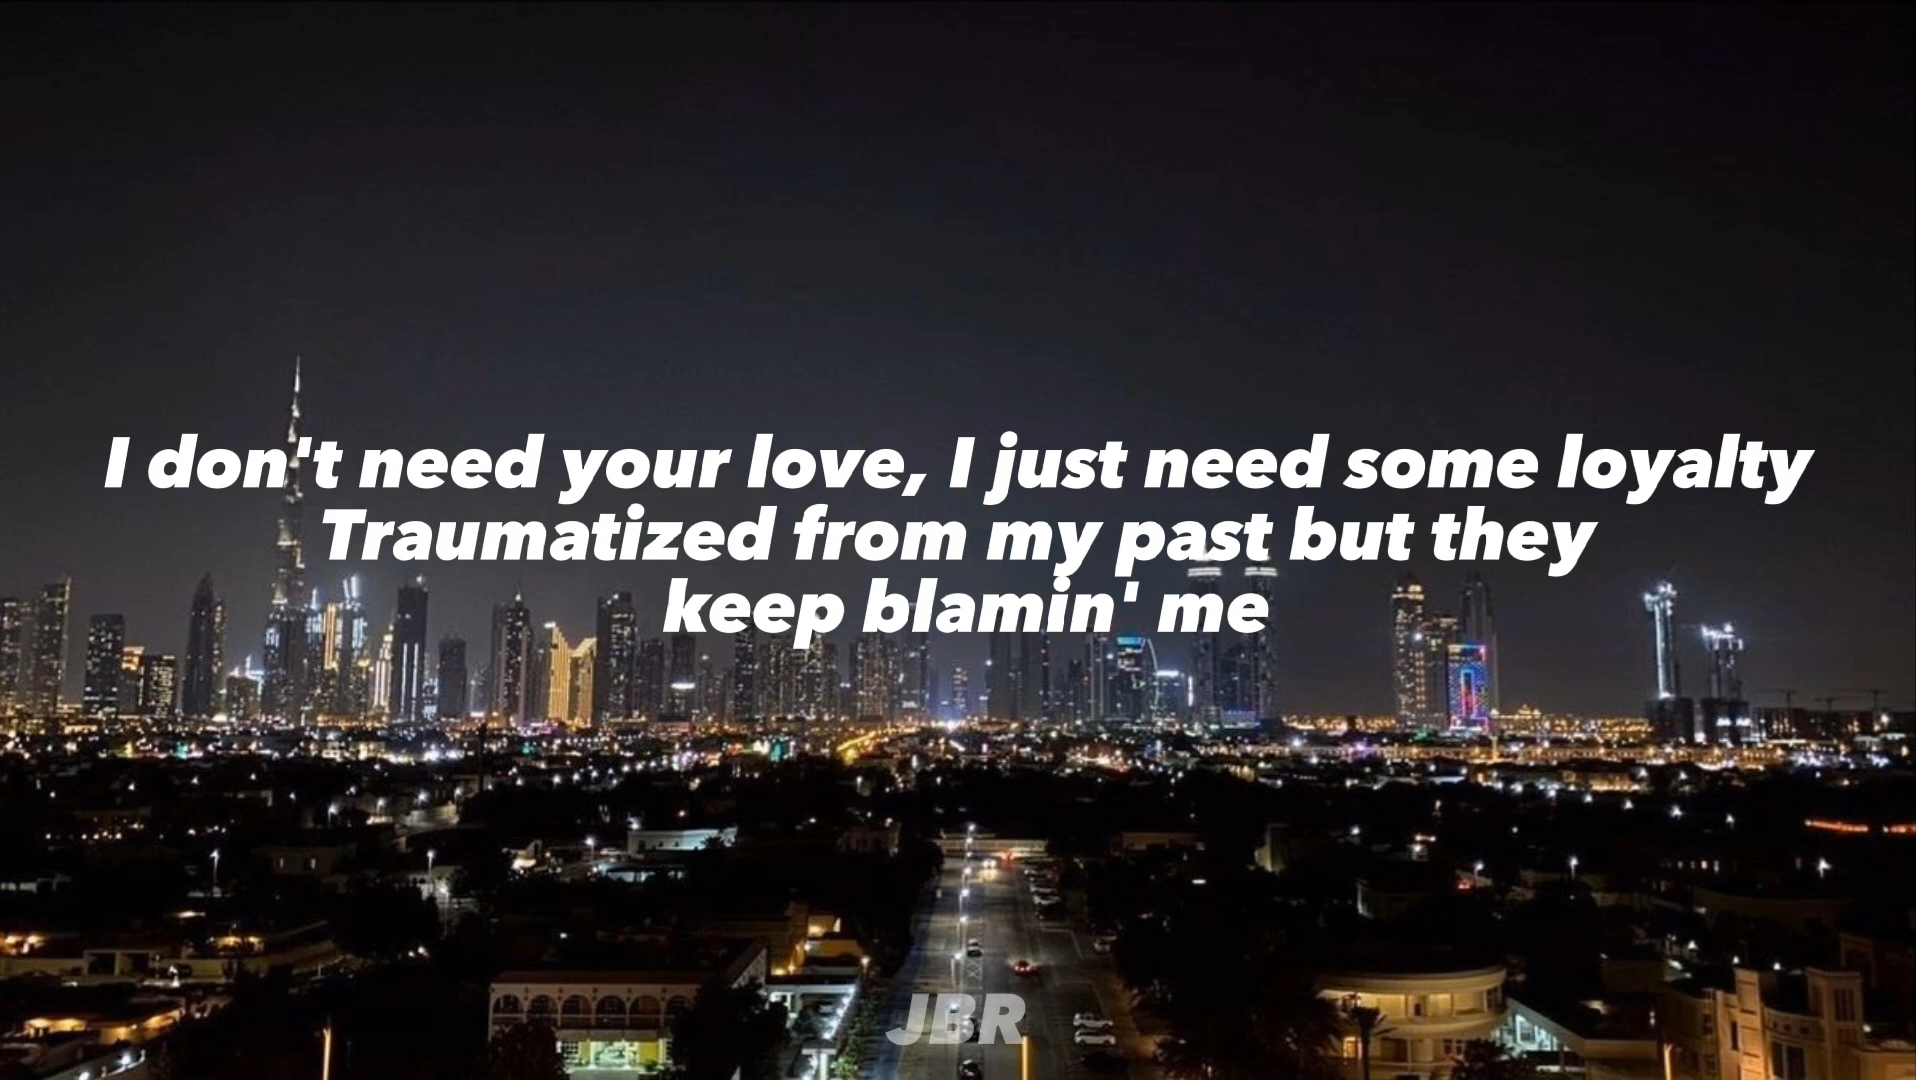 I don't need your love, I just need some loyalty
Traumatized from my past but they
keep blamin' me
JBR